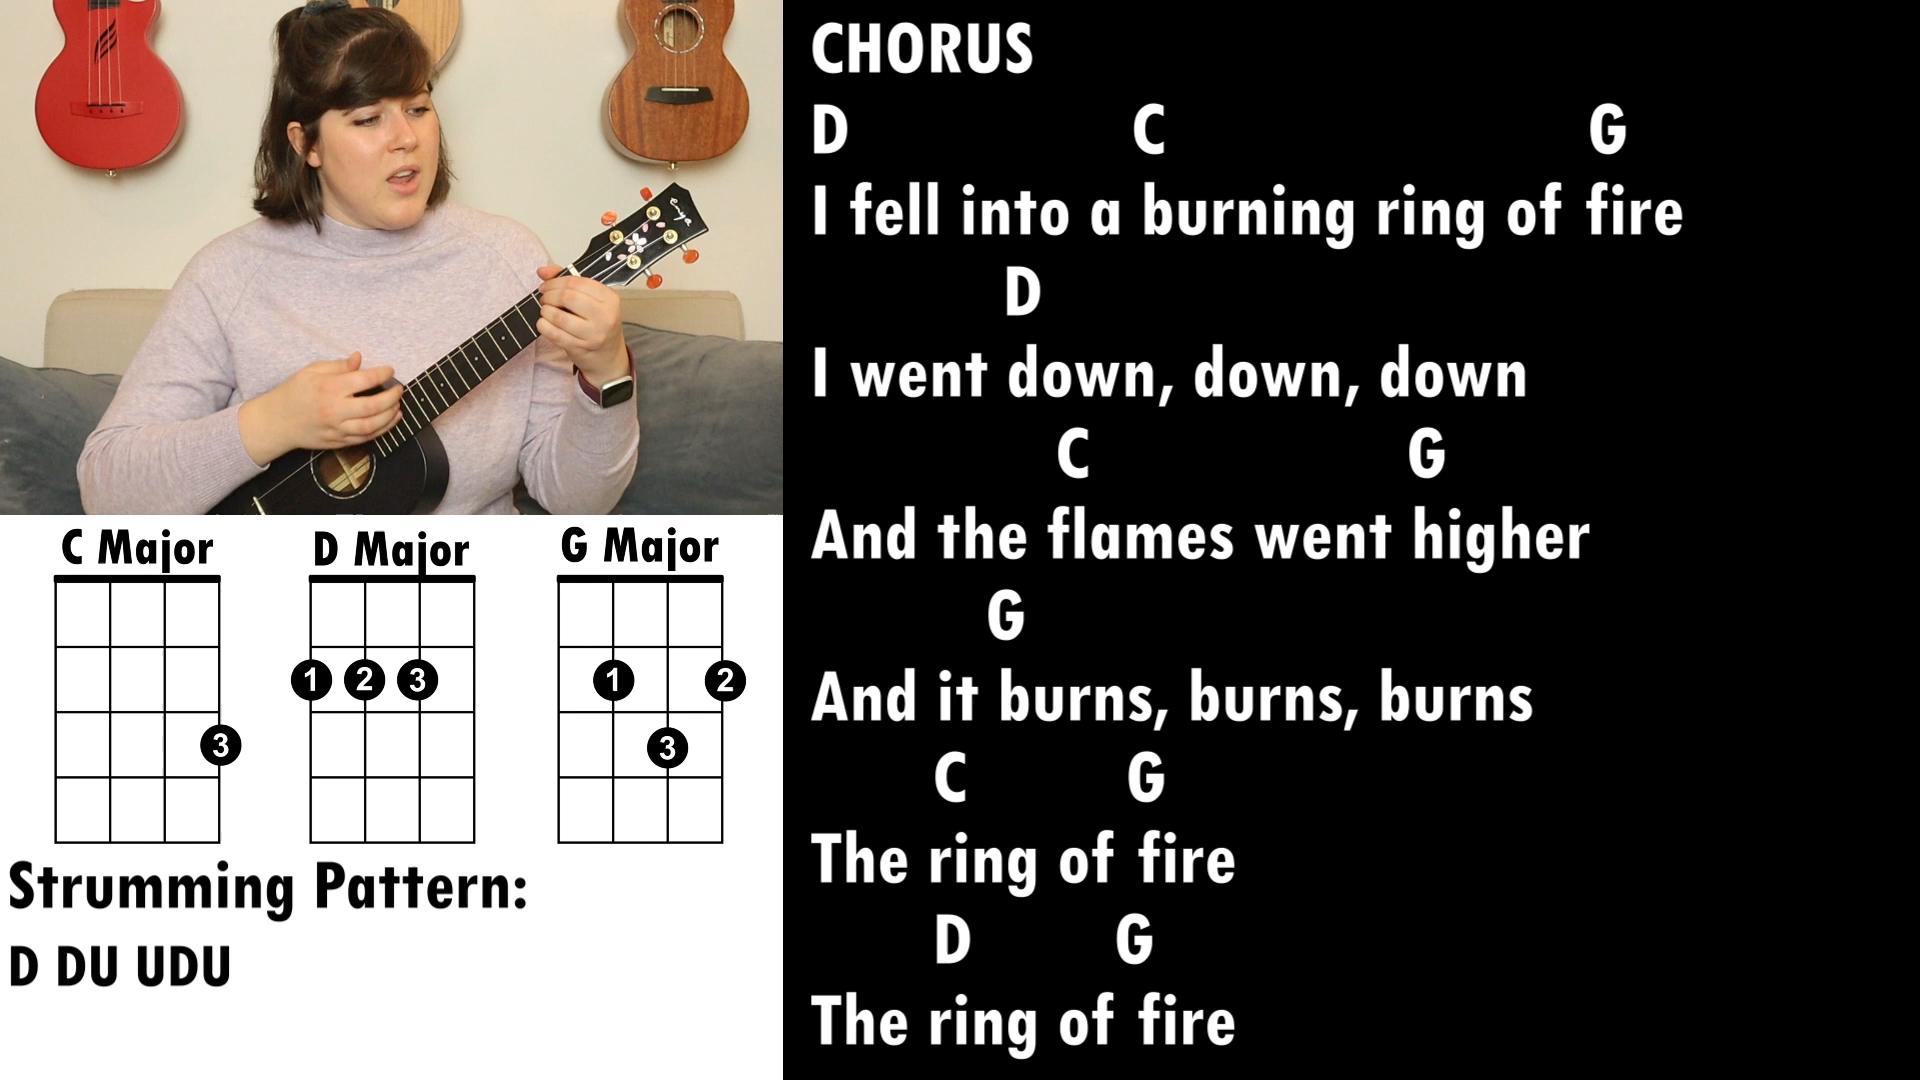 CHORUS
D C G
I fell into a burning ring of fire
D
I went down, down, down
C G
And the flames went higher
G
And it burns, burns, burns
C G
The ring of fire
D G
The ring of fire
enya
C Major D Major G Major
1 2 3 1 2
3 3
Strumming Pattern:
D DU UDU